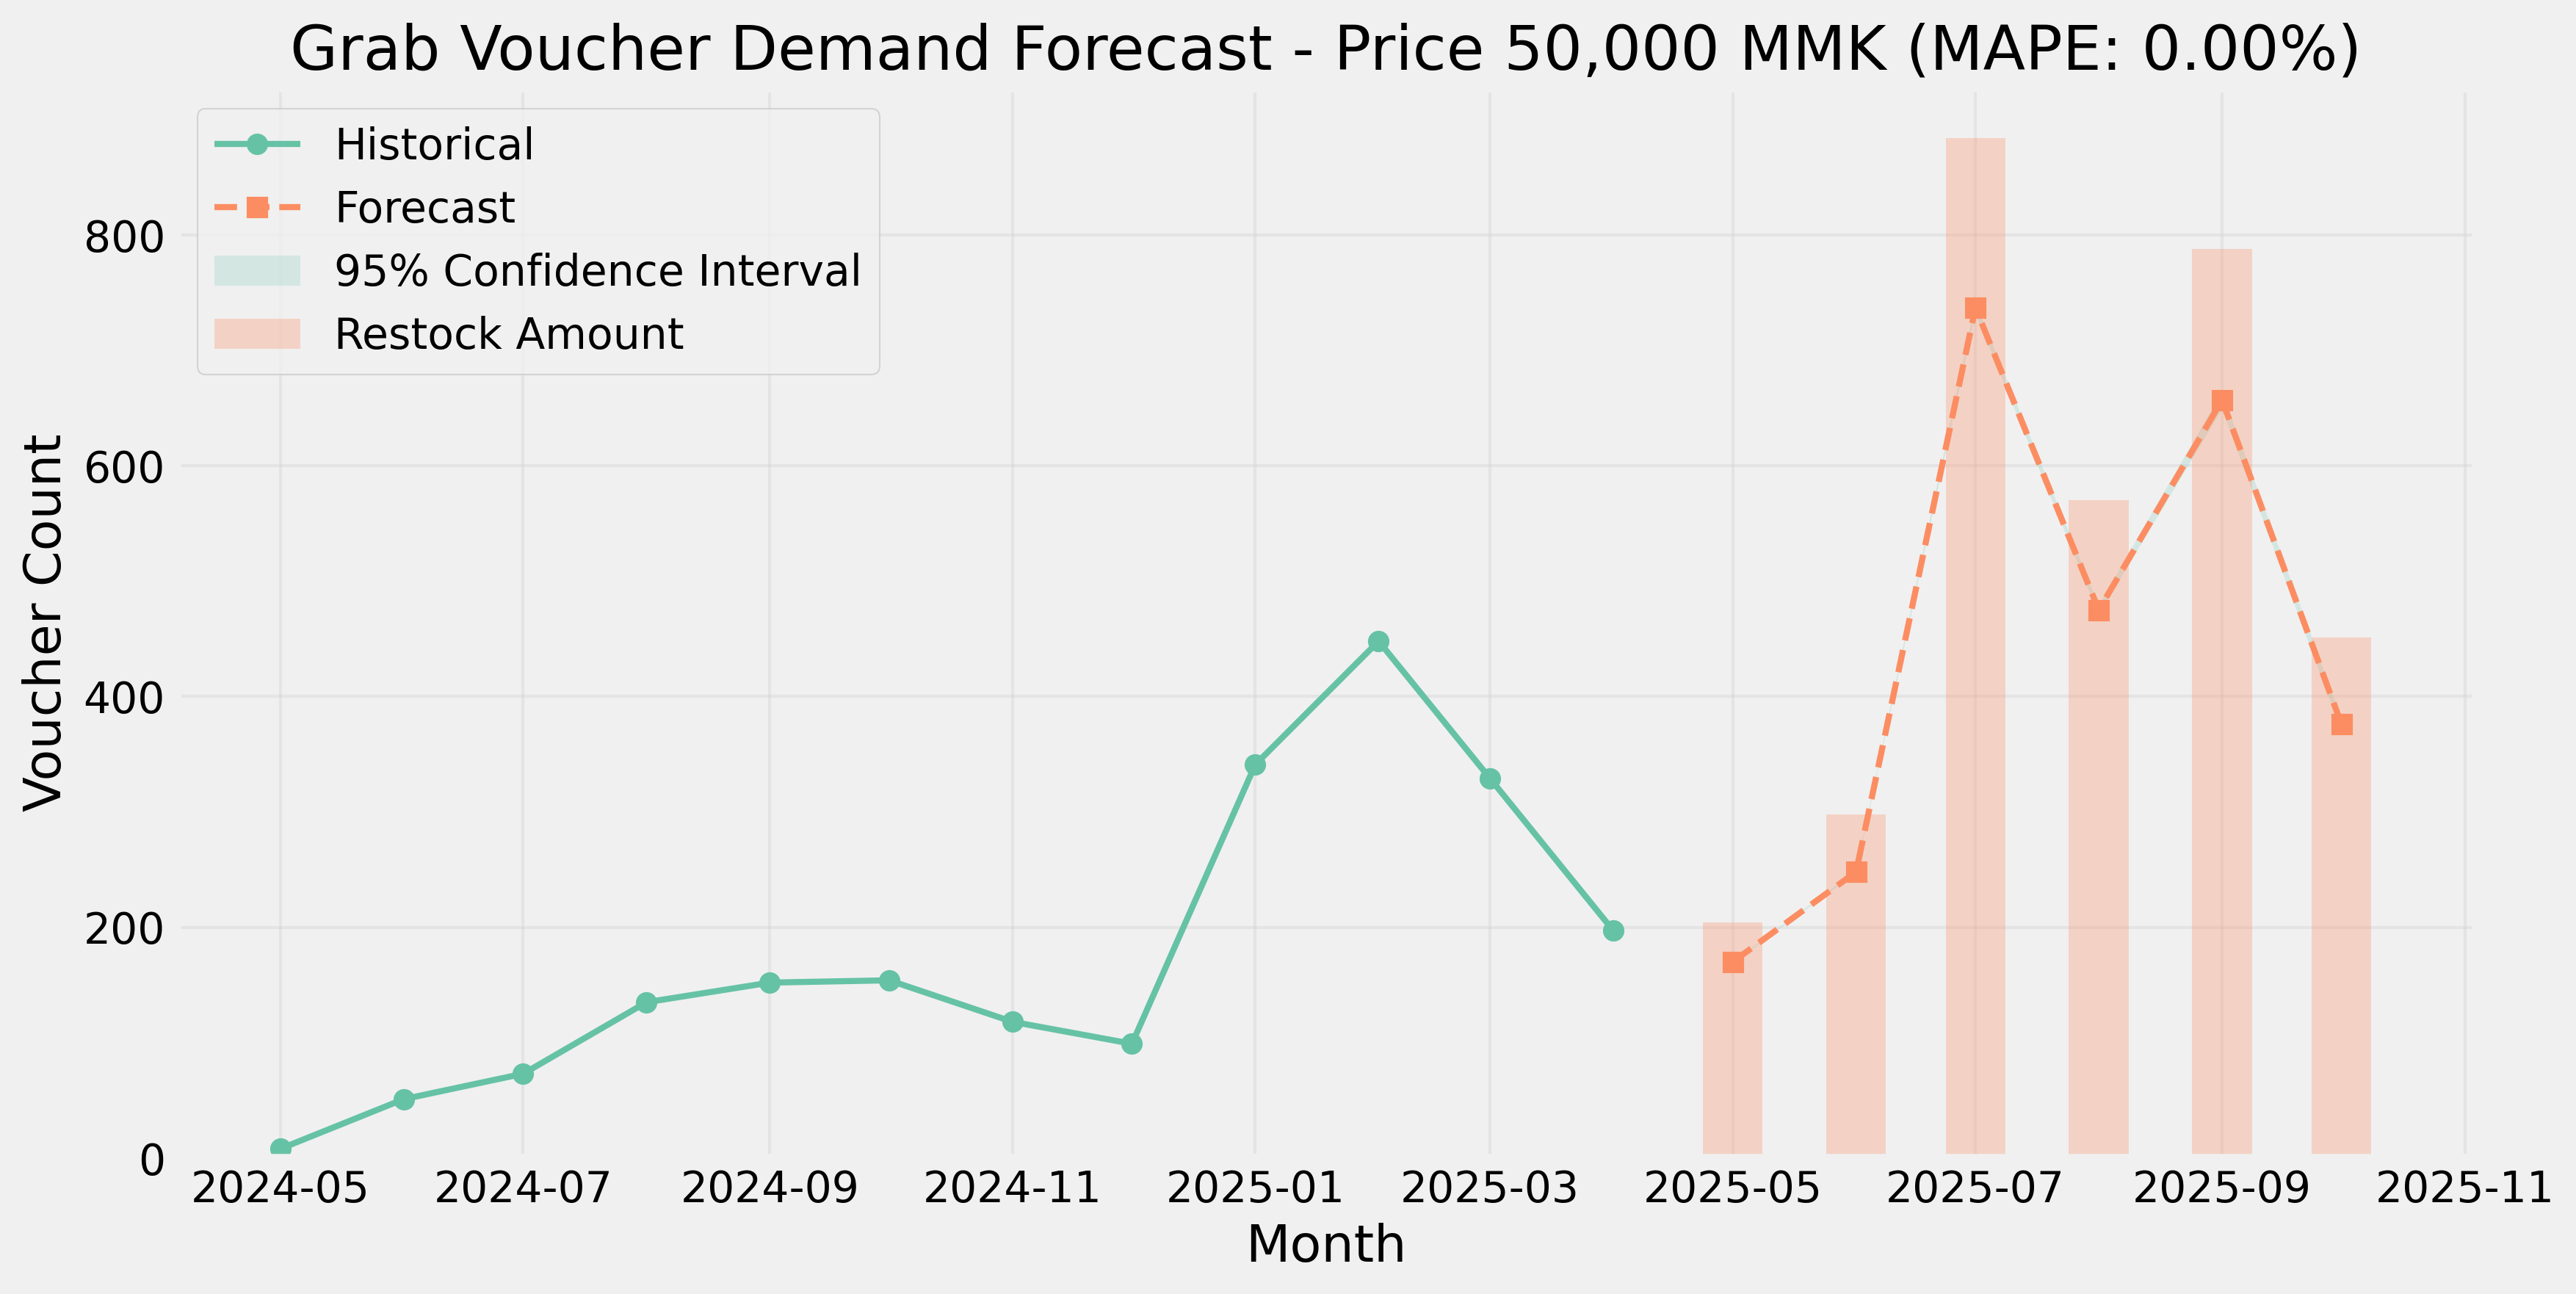 Grab Voucher Demand Forecast - Price 50,000 MMK (MAPE: 0.00%)
Historical
Forecast
95% Confidence Interval
Restock Amount
Voucher Count
800
600
400
200
0
2024-05
2024-07
2024-09
2024-11
2025-01
2025-03
2025-05
2025-07
2025-09
2025-11
Month